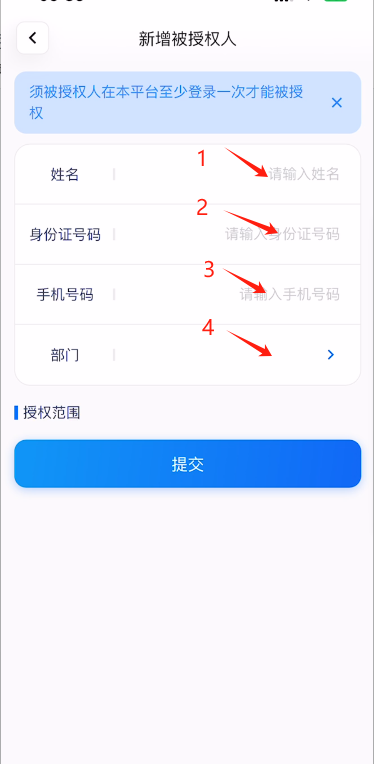 新增被授权人
须被授权人在本平台至少登录一次才能被授
权
姓名 1 请输入姓名
身份证号码 2 请输入身份证号码
手机号码 3 请输入手机号码
部门 4
授权范围
提交